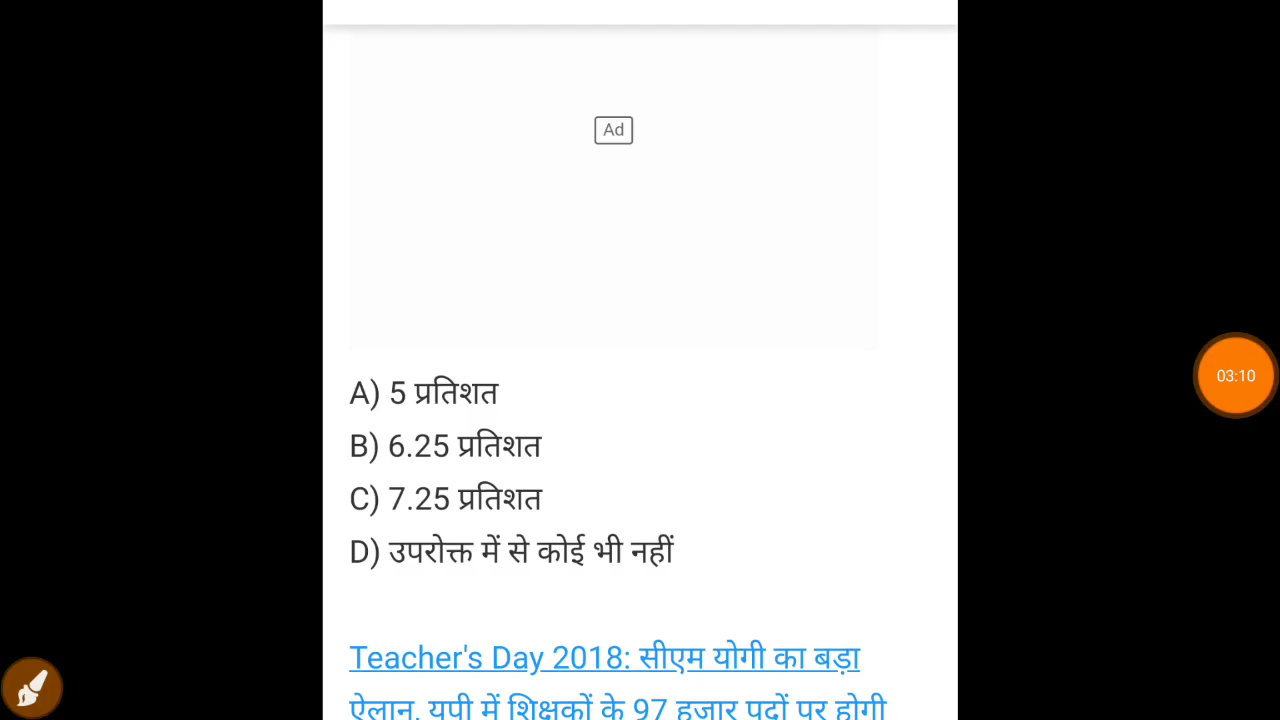 Ad
A) 5 प्रतिशत
B) 6.25 प्रतिशत
C) 7.25 प्रतिशत
D) उपरोक्त में से कोई भी नहीं
03:10
Teacher's Day 2018: सीएम योगी का बड़ा
ऐलान, यूपी में शिक्षकों के 97 हजार पदों पर होगी